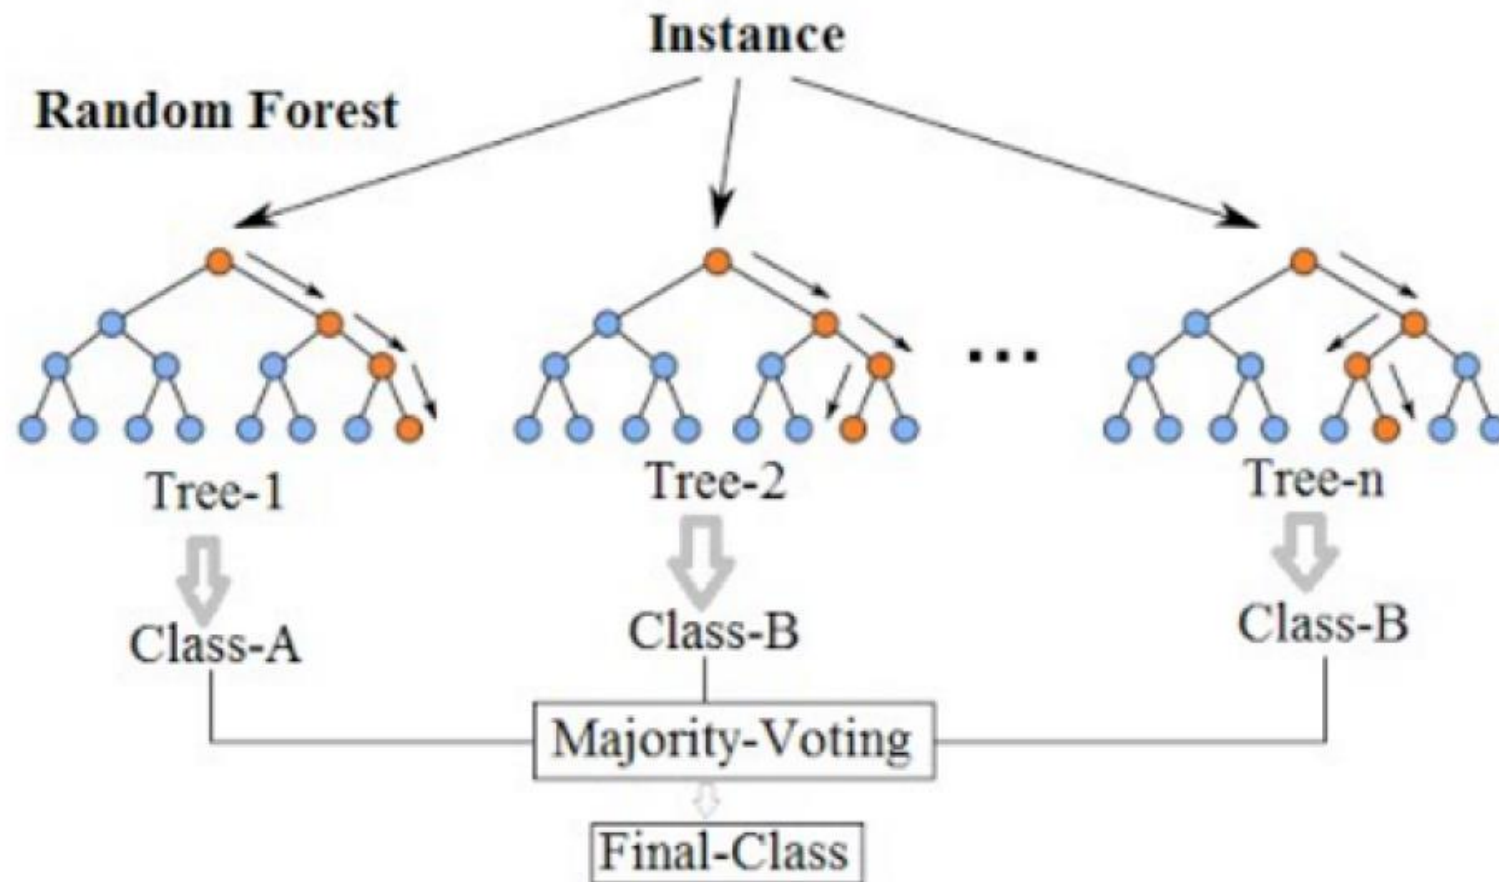 Instance
Random Forest
...
Tree-1
Tree-2
Tree-n
Class-A
Class-B
Class-B
Majority-Voting
Final-Class